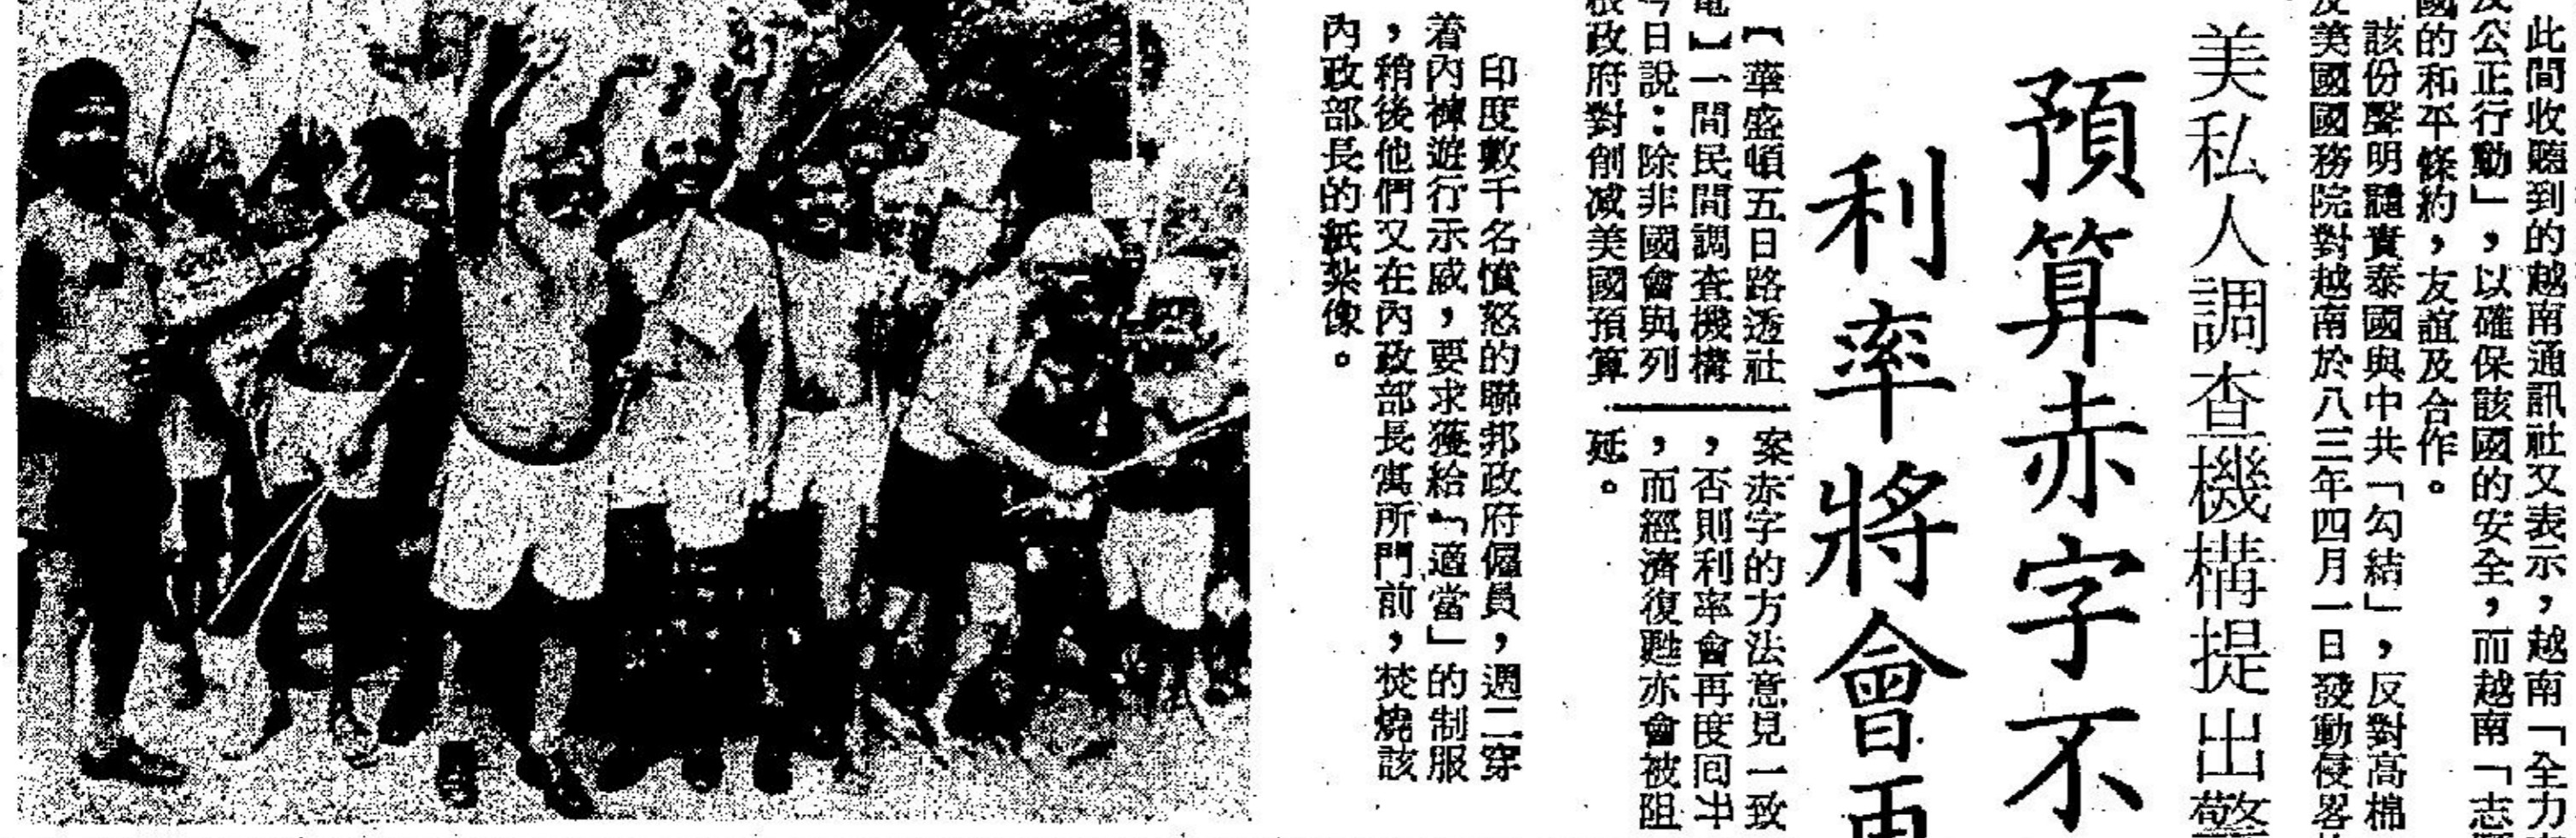 此間收聽到的越南通訊社又表示，越南「全力
公正行動」，以確保該國的安全，而越南「志
國的和平條約，友誼及合作。
該份聲明譴責泰國與中共「勾結」，反對高棉
及美國國務院對越南於八三年四月一日發動侵畧
美私人調查機構提出警
預算赤字不
利率將會再
【華盛頓五日路透社
電】一間民間調查機構
今日說：除非國會與列
根政府對削減美國預算
案赤字的方法意見一致
，否則利率會再度回升
，而經濟復甦亦會被阻
延。
印度數千名憤怒的聯邦政府僱員，週二穿
着內褲遊行示威，要求獲給「適當」的制服
，稍後他們又在內政部長寓所門前，焚燒該
內政部長的紙紮像。